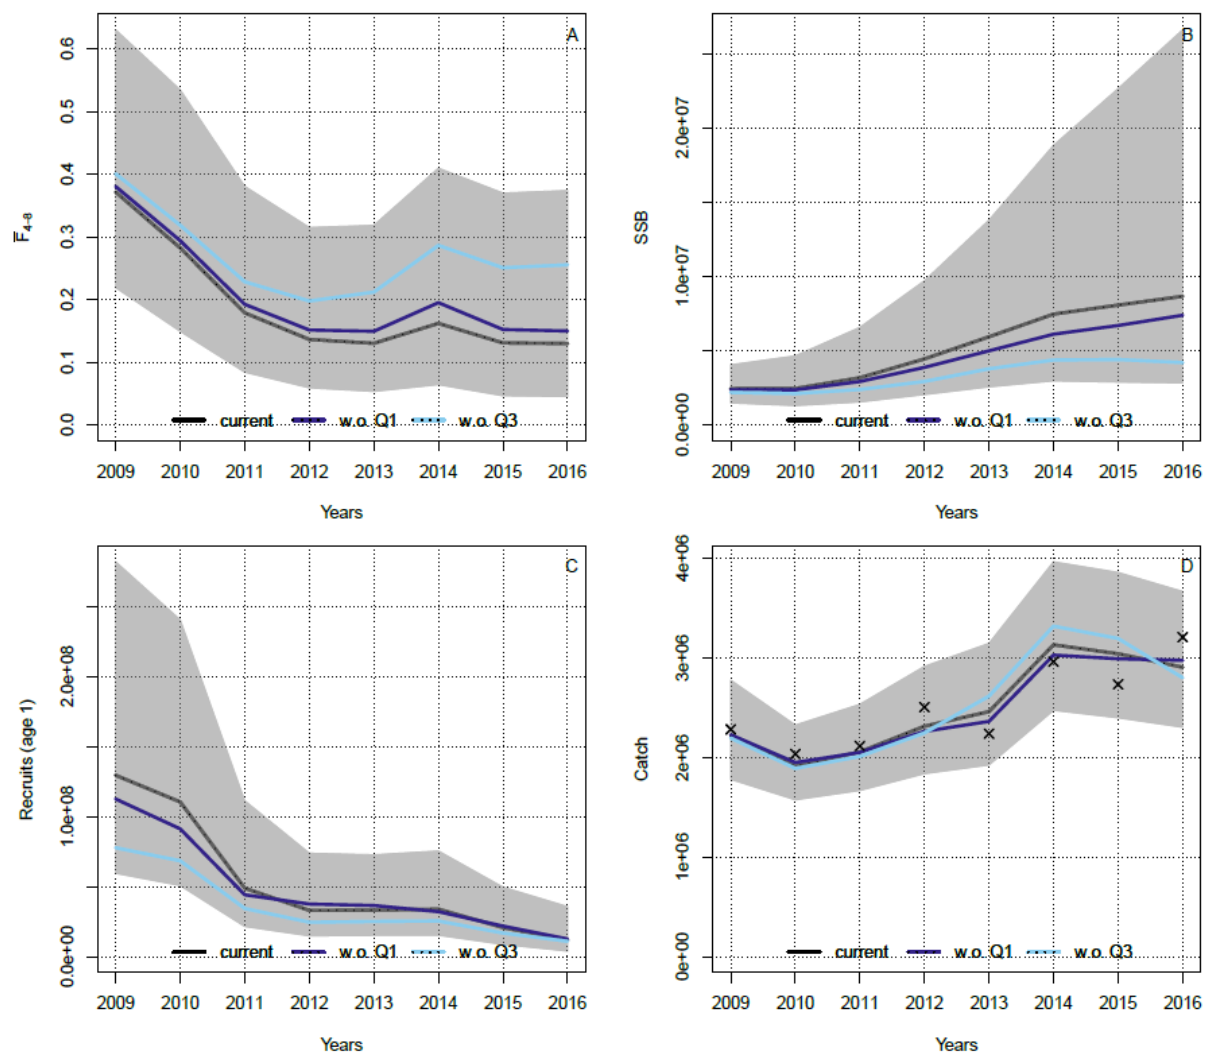 A
0.6
0.5
0.4
0.3
0.2
0.1
0.0
F̅4-8
current w.o. Q1 w.o. Q3
2009 2010 2011 2012 2013 2014 2015 2016
Years
B
2.0e+07
1.0e+07
0.0e+00
SSB
current w.o. Q1 w.o. Q3
2009 2010 2011 2012 2013 2014 2015 2016
Years
C
2.0e+08
1.0e+08
0.0e+00
Recruits (age 1)
current w.o. Q1 w.o. Q3
2009 2010 2011 2012 2013 2014 2015 2016
Years
D
4e+06
3e+06
2e+06
1e+06
0e+00
Catch
current w.o. Q1 w.o. Q3
2009 2010 2011 2012 2013 2014 2015 2016
Years